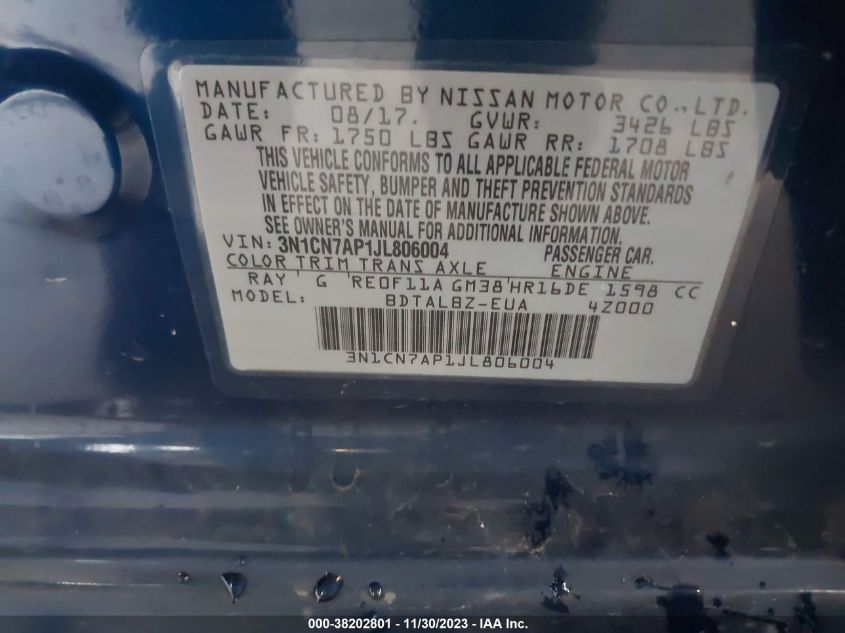 MANUFACTURED BY NISSAN MOTOR CO., LTD.
DATE: 08/17. GVWR: 3426 LBS
GAWR FR: 1750 LBS GAWR RR: 1708 LBS
THIS VEHICLE CONFORMS TO ALL APPLICABLE FEDERAL MOTOR
VEHICLE SAFETY, BUMPER AND THEFT PREVENTION STANDARDS
IN EFFECT ON THE DATE OF MANUFACTURE SHOWN ABOVE.
SEE OWNER'S MANUAL FOR ADDITIONAL INFORMATION.
VIN: 3N1CN7AP1JL806004 PASSENGER CAR.
COLOR TRIM TRANS AXLE ENGINE
RAY ' G 'RE0F11A GM38'HR16DE 1598 CC
MODEL: BDTALBZ-EUA 4Z000
3N1CN7AP1JL806004
000-38202801 - 11/30/2023 - IAA Inc.